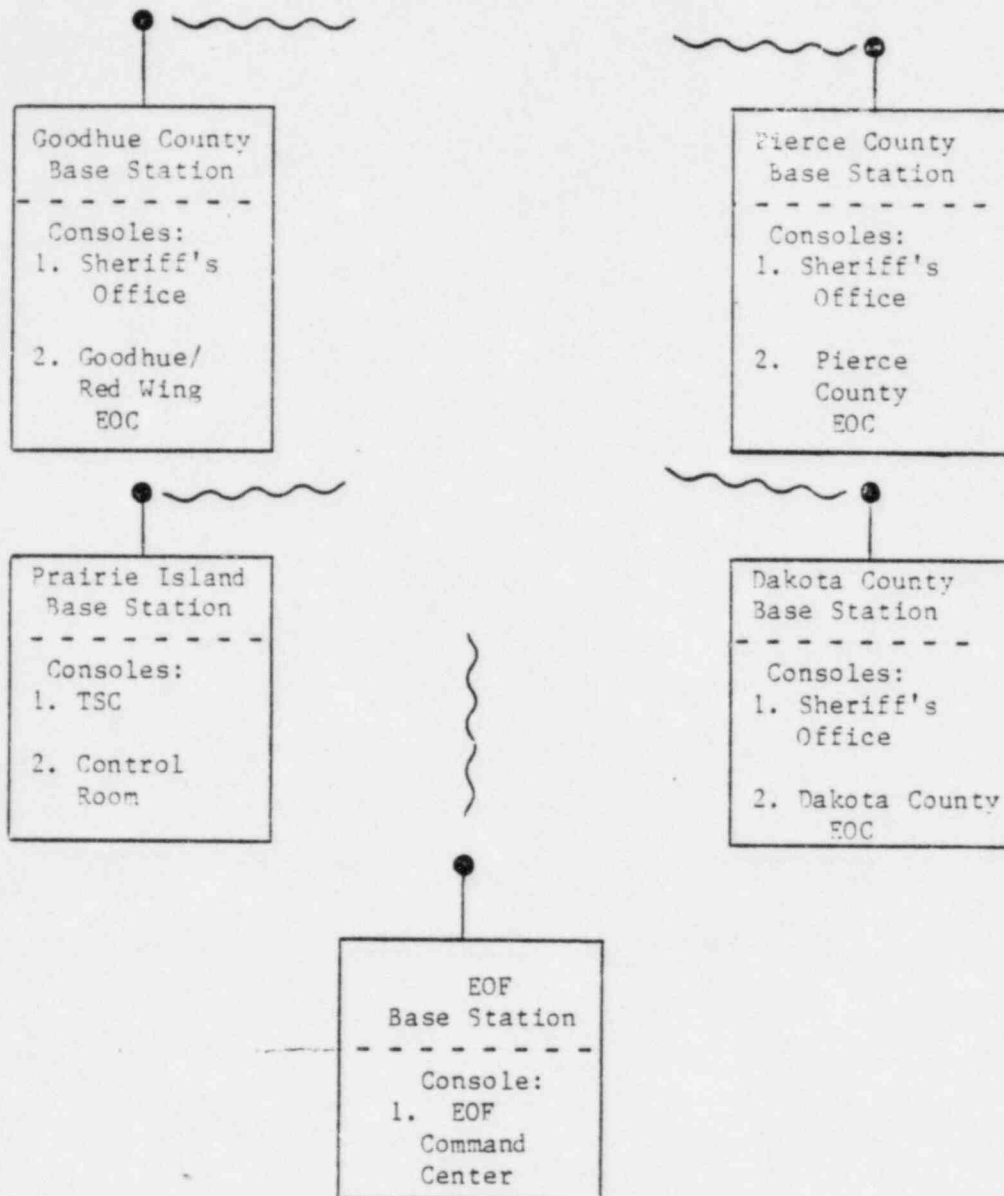 Goodhue County
Base Station
Consoles:
1. Sheriff's
Office
2. Goodhue/
Red Wing
EOC
Pierce County
Base Station
Consoles:
1. Sheriff's
Office
2. Pierce
County
EOC
Prairie Island
Base Station
Consoles:
1. TSC
2. Control
Room
Dakota County
Base Station
Consoles:
1. Sheriff's
Office
2. Dakota County
EOC
EOF
Base Station
Console:
1. EOF
Command
Center